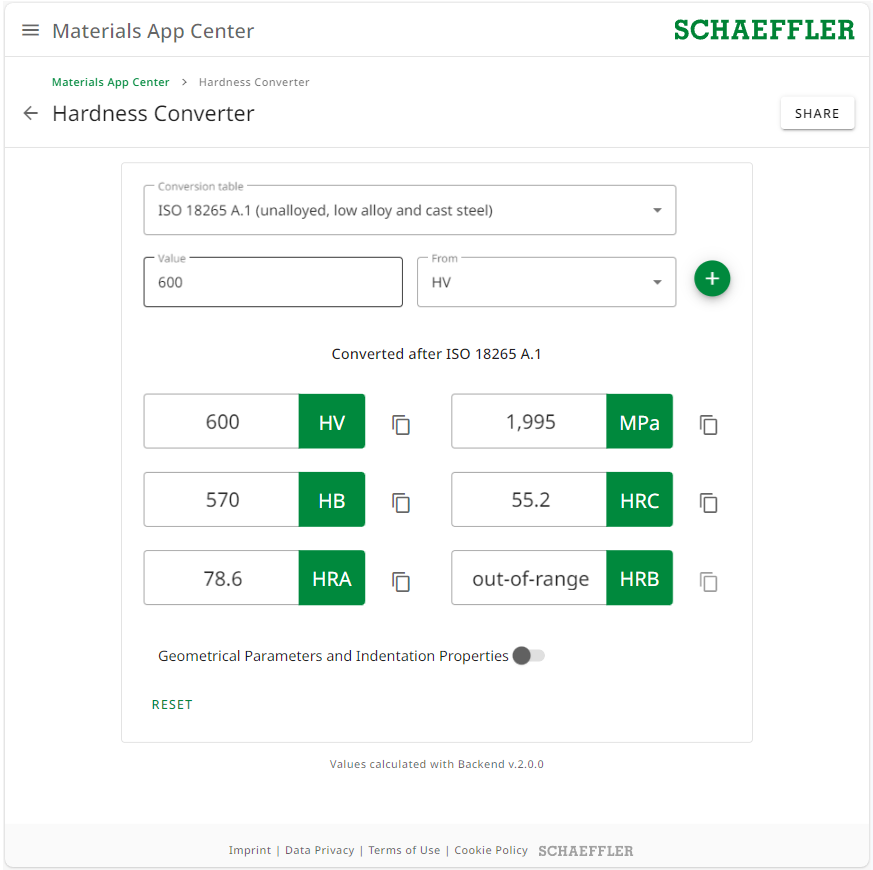 Materials App Center
SCHAEFFLER
Materials App Center > Hardness Converter
Hardness Converter
SHARE
Conversion table
ISO 18265 A.1 (unalloyed, low alloy and cast steel)
Value
600
From
HV
+
Converted after ISO 18265 A.1
600 HV
1,995 MPa
570 HB
55.2 HRC
78.6 HRA
out-of-range HRB
Geometrical Parameters and Indentation Properties
RESET
Values calculated with Backend v.2.0.0
Imprint | Data Privacy | Terms of Use | Cookie Policy SCHAEFFLER